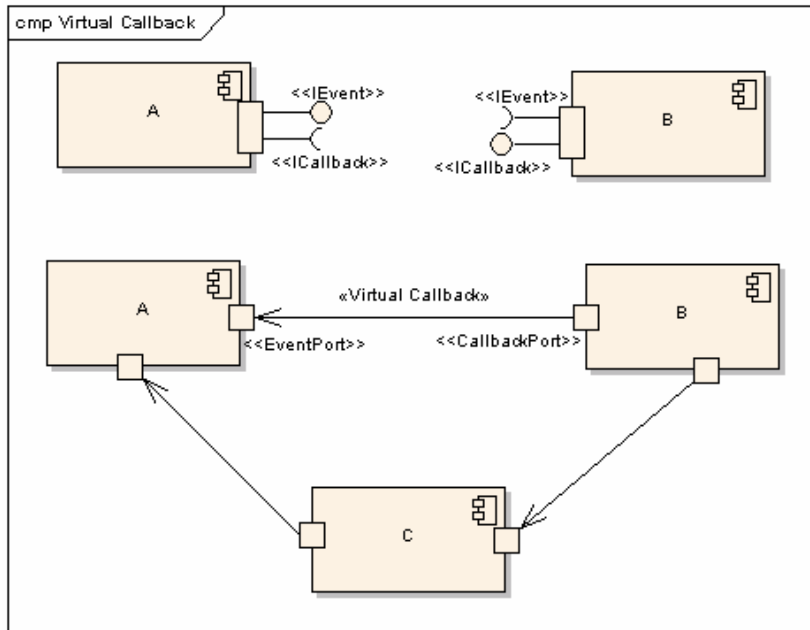 cmp Virtual Callback
A
<<IEvent>>
<<ICallback>>
<<IEvent>>
<<ICallback>>
B
A
«Virtual Callback»
<<EventPort>>
<<CallbackPort>>
B
C